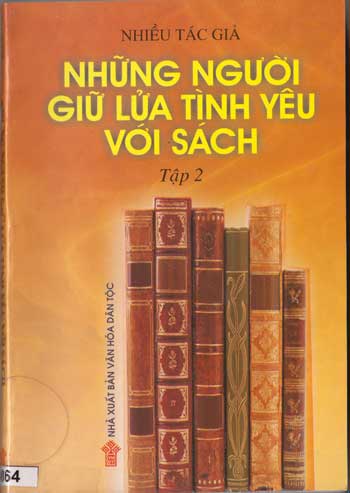 NHIỀU TÁC GIẢ
NHỮNG NGƯỜI
GIỮ LỬA TÌNH YÊU
VỚI SÁCH
Tập 2
NHÀ XUẤT BẢN VĂN HÓA DÂN TỘC
064